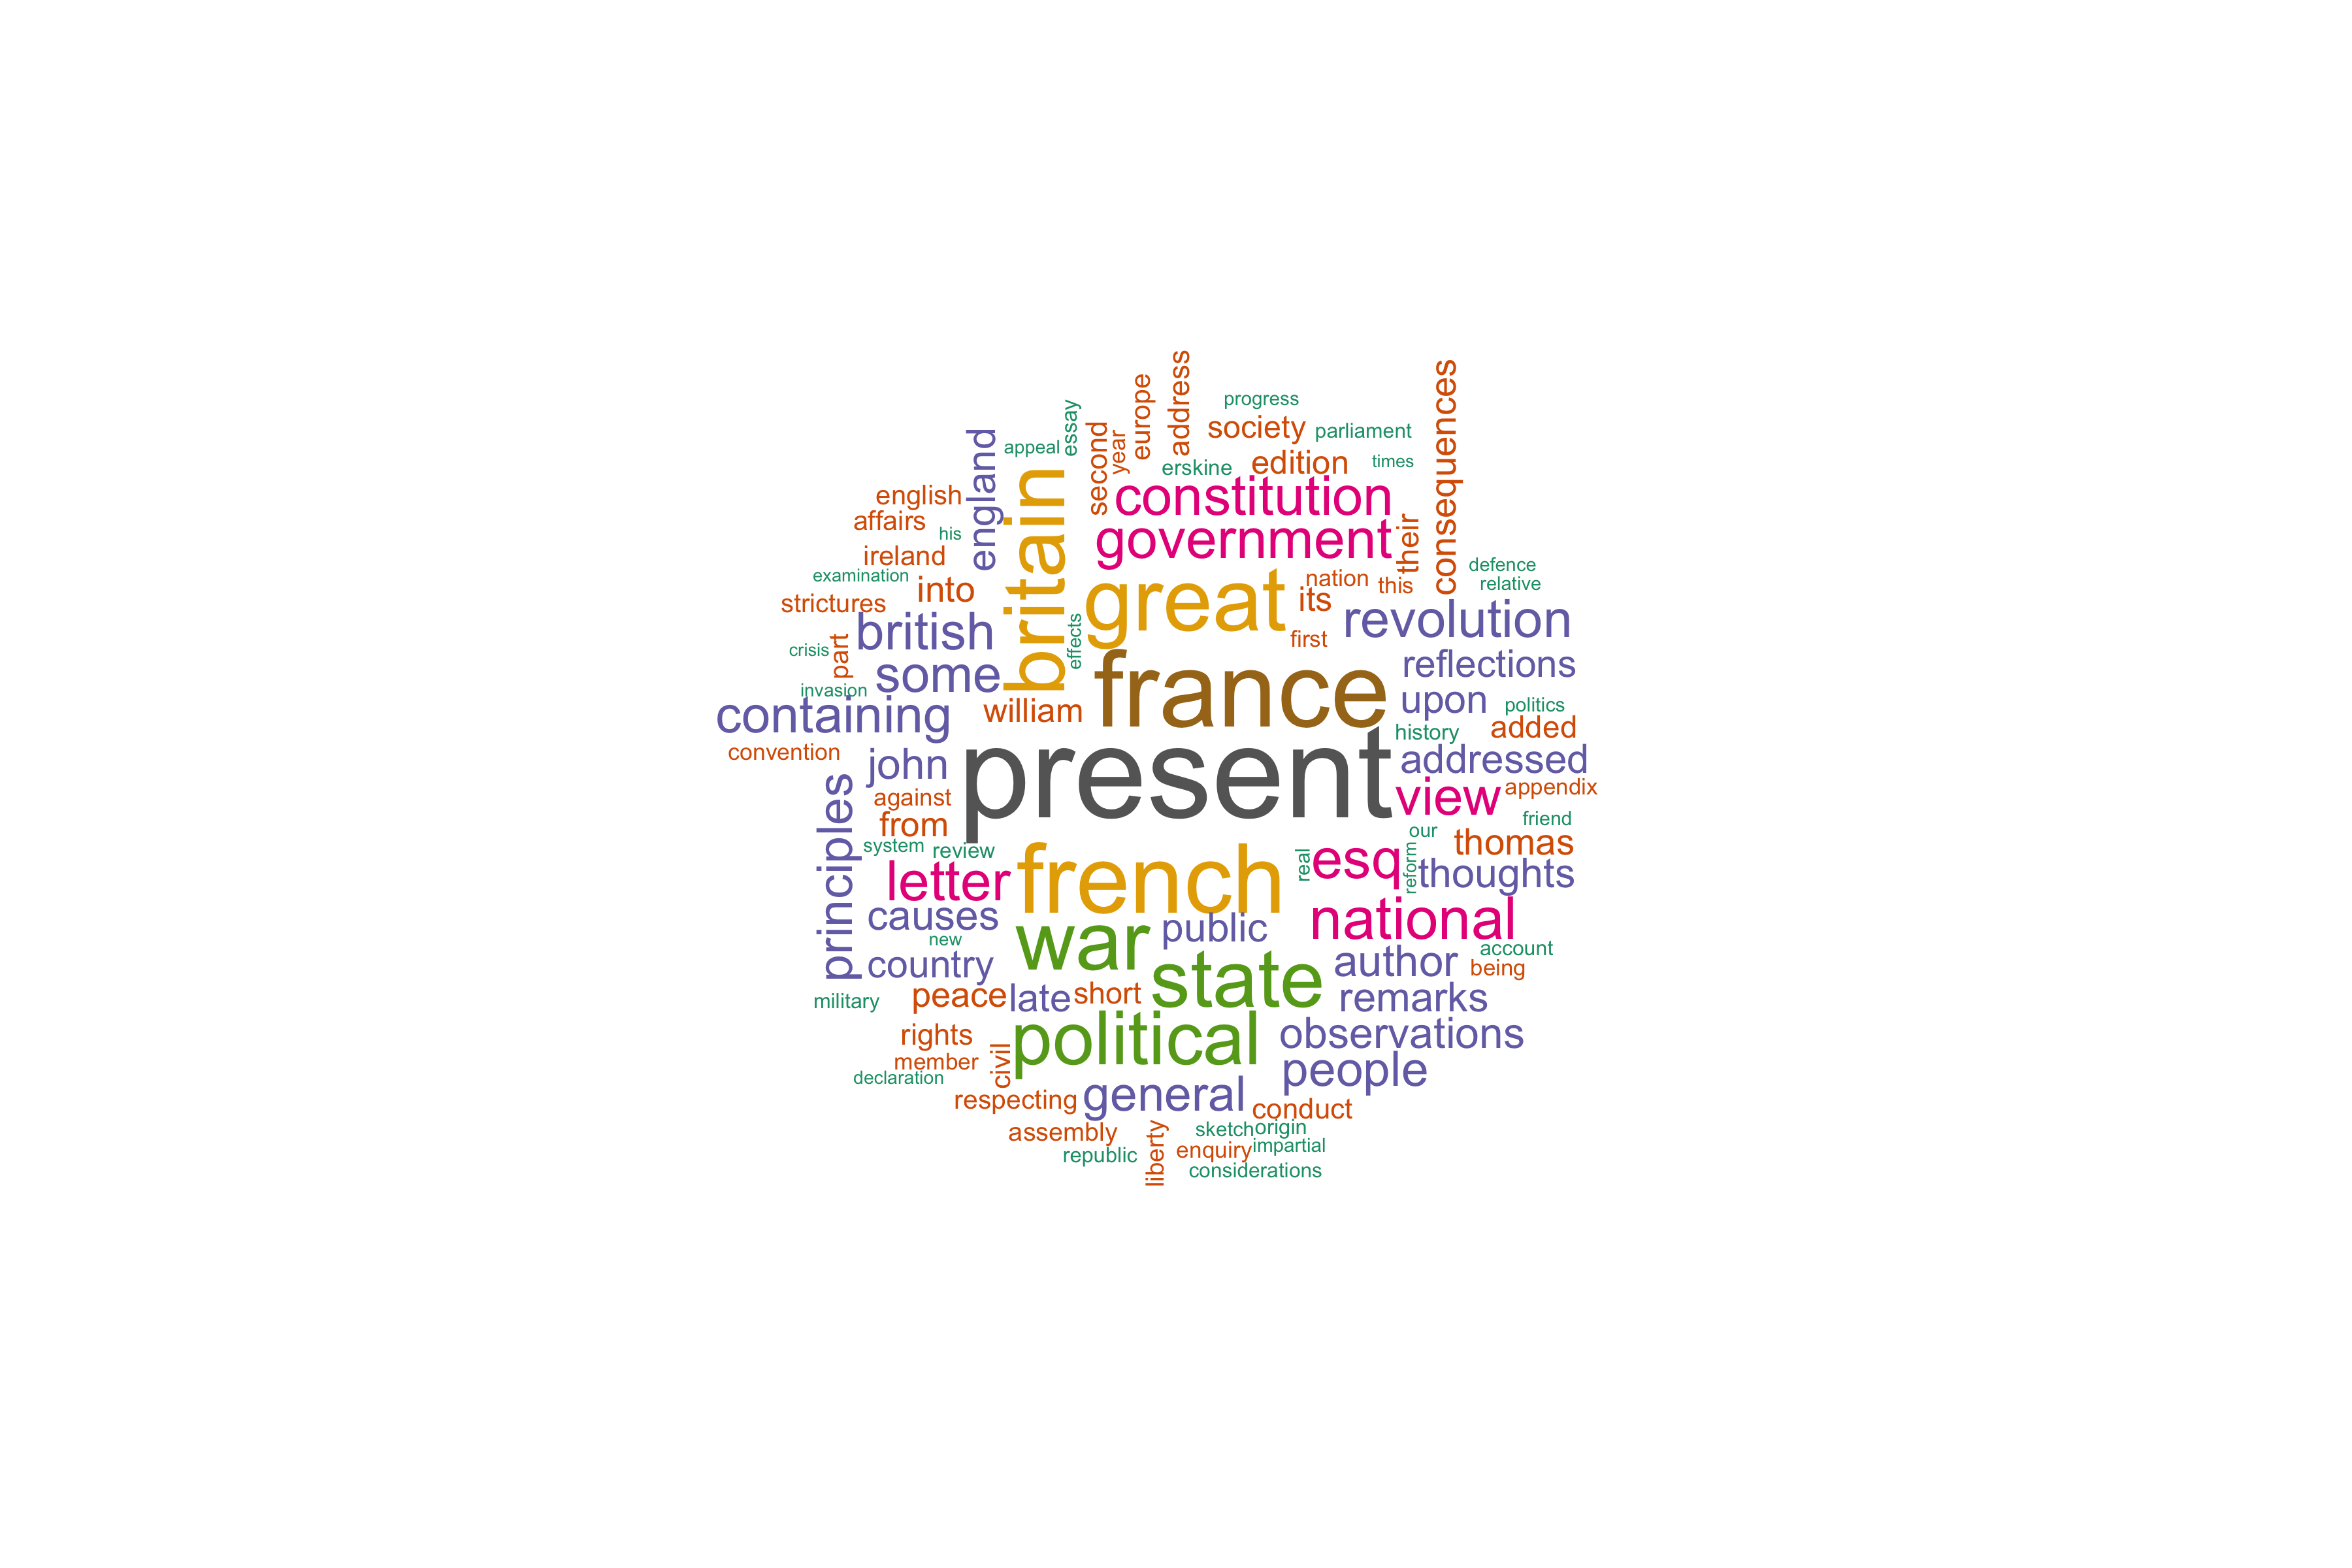 progress
address
europe
essay
year
second
society
parliament
consequences
appeal
england
britain
erskine
edition
times
english
constitution
affairs
his
government
their
ireland
examination
into
great
nation
this
its
defence
relative
strictures
british
effects
first
revolution
crisis
part
some
reflections
invasion
containing
william
france
upon
politics
history
added
convention
john
present
addressed
principles
against
view
appendix
from
system
review
friend
our
thomas
letter
french
real
esq
reform
thoughts
causes
public
national
new
war
country
author
account
being
military
peace
late
short
state
remarks
rights
member
civil
political
observations
declaration
people
respecting
general
conduct
assembly
liberty
sketch
origin
republic
enquiry
impartial
considerations